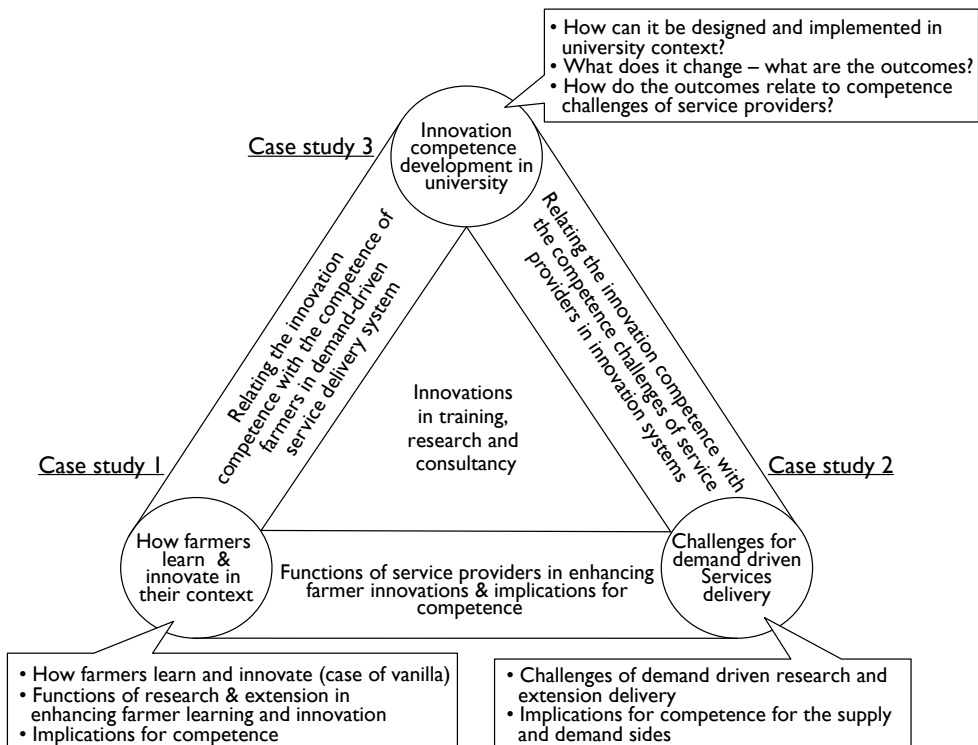 • How can it be designed and implemented in
university context?
• What does it change – what are the outcomes?
• How do the outcomes relate to competence
challenges of service providers?
Case study 3
Innovation
competence
development in
university
Relating the innovation
competence with the competence of
farmers in demand-driven
service delivery system
Relating the innovation competence with
the competence challenges of service
providers in innovation systems
Innovations
in training,
research and
consultancy
Case study 1
Case study 2
How farmers
learn &
innovate in
their context
Functions of service providers in enhancing
farmer innovations & implications for
competence
Challenges for
demand driven
Services
delivery
• How farmers learn and innovate (case of vanilla)
• Functions of research & extension in
enhancing farmer learning and innovation
• Implications for competence
• Challenges of demand driven research and
extension delivery
• Implications for competence for the supply
and demand sides